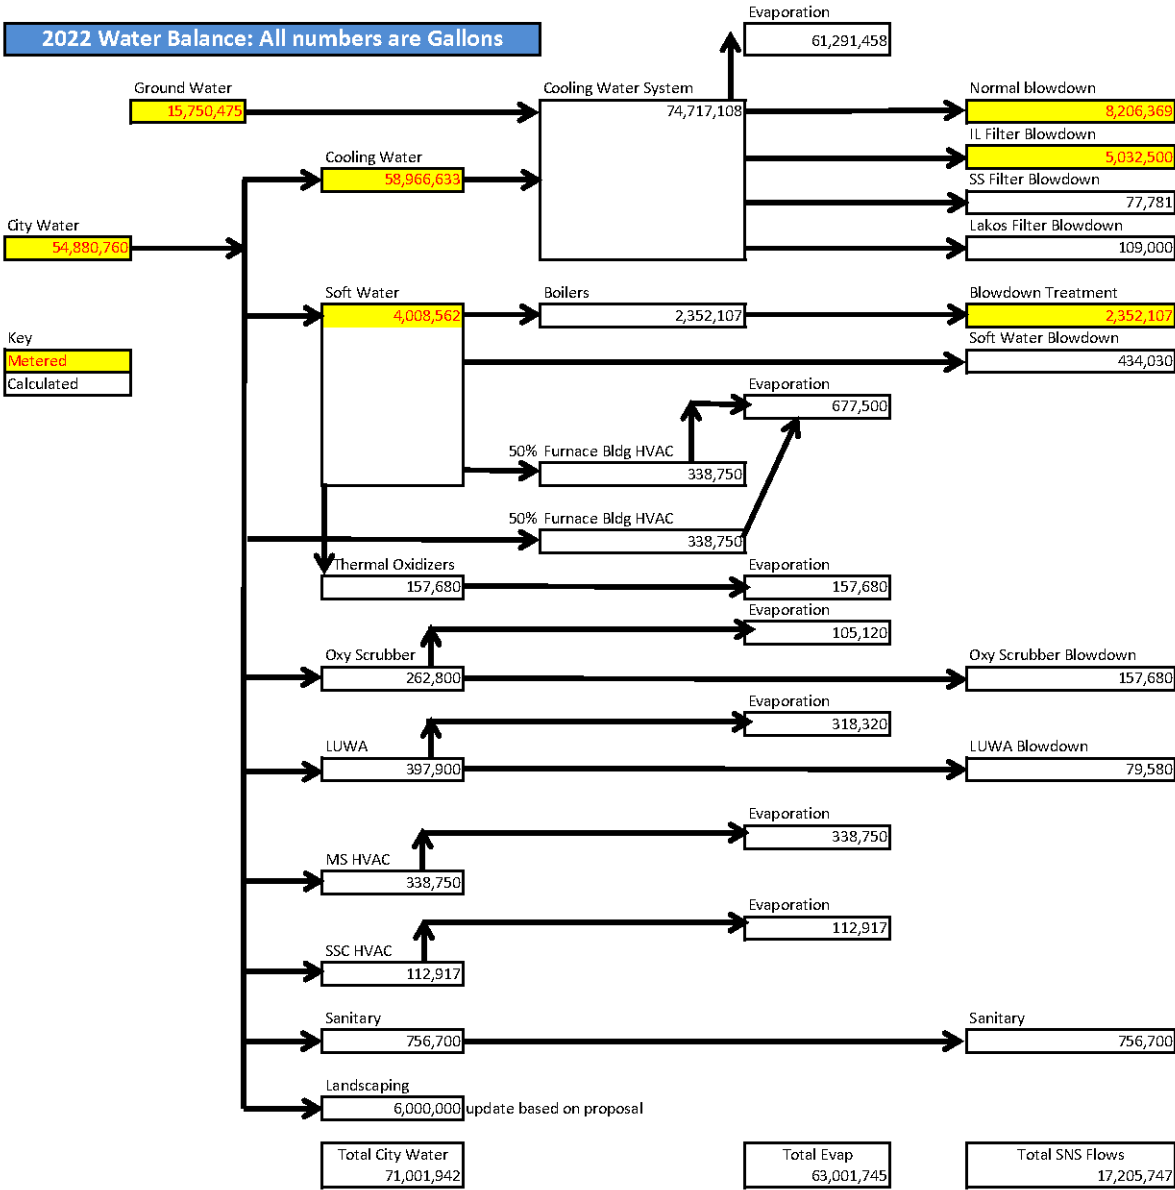 Evaporation
2022 Water Balance: All numbers are Gallons
61,291,458
Ground Water
Cooling Water System
Normal blowdown
15,750,475
74,717,108
8,206,369
IL Filter Blowdown
Cooling Water
5,032,500
58,966,633
SS Filter Blowdown
77,781
City Water
Lakos Filter Blowdown
54,880,760
109,000
Soft Water
Boilers
Blowdown Treatment
4,008,562
2,352,107
2,352,107
Key
Soft Water Blowdown
Metered
434,030
Calculated
Evaporation
677,500
50% Furnace Bldg HVAC
338,750
50% Furnace Bldg HVAC
338,750
Thermal Oxidizers
Evaporation
157,680
157,680
Evaporation
105,120
Oxy Scrubber
Oxy Scrubber Blowdown
262,800
157,680
Evaporation
318,320
LUWA
LUWA Blowdown
397,900
79,580
Evaporation
338,750
MS HVAC
338,750
Evaporation
112,917
SSC HVAC
112,917
Sanitary
Sanitary
756,700
756,700
Landscaping
6,000,000 update based on proposal
Total City Water
Total Evap
Total SNS Flows
71,001,942
63,001,745
17,205,747